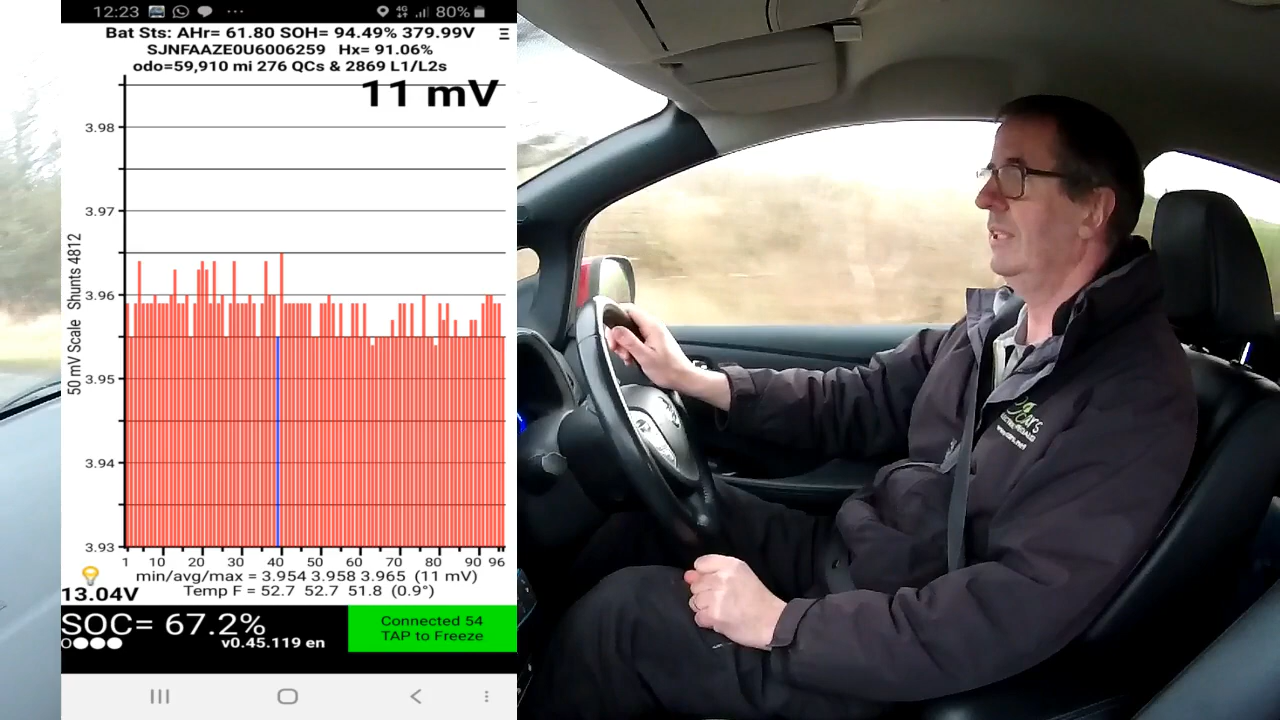 12:23
4G
80%
Bat Sts: AHr= 61.80 SOH= 94.49% 379.99V
SJNFAAZE0U6006259 Hx= 91.06%
odo=59,910 mi 276 QCs & 2869 L1/L2s
11 mV
3.98
3.97
3.96
3.95
3.94
3.93
50 mV Scale Shunts 4812
1 10 20 30 40 50 60 70 80 90 96
min/avg/max = 3.954 3.958 3.965 (11 mV)
Temp F = 52.7 52.7 51.8 (0.9°)
13.04V
SOC= 67.2%
v0.45.119 en
Connected 54
TAP to Freeze
cars